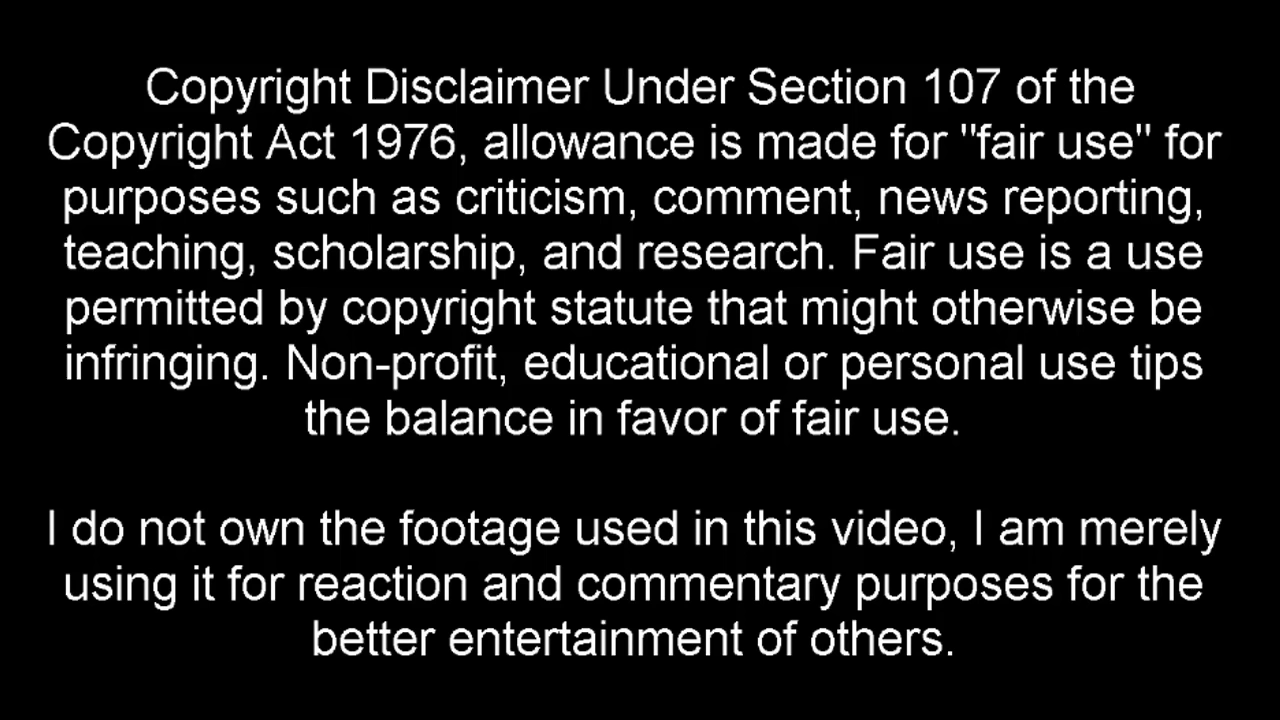 Copyright Disclaimer Under Section 107 of the
Copyright Act 1976, allowance is made for "fair use" for
purposes such as criticism, comment, news reporting,
teaching, scholarship, and research. Fair use is a use
permitted by copyright statute that might otherwise be
infringing. Non-profit, educational or personal use tips
the balance in favor of fair use.
I do not own the footage used in this video, I am merely
using it for reaction and commentary purposes for the
better entertainment of others.